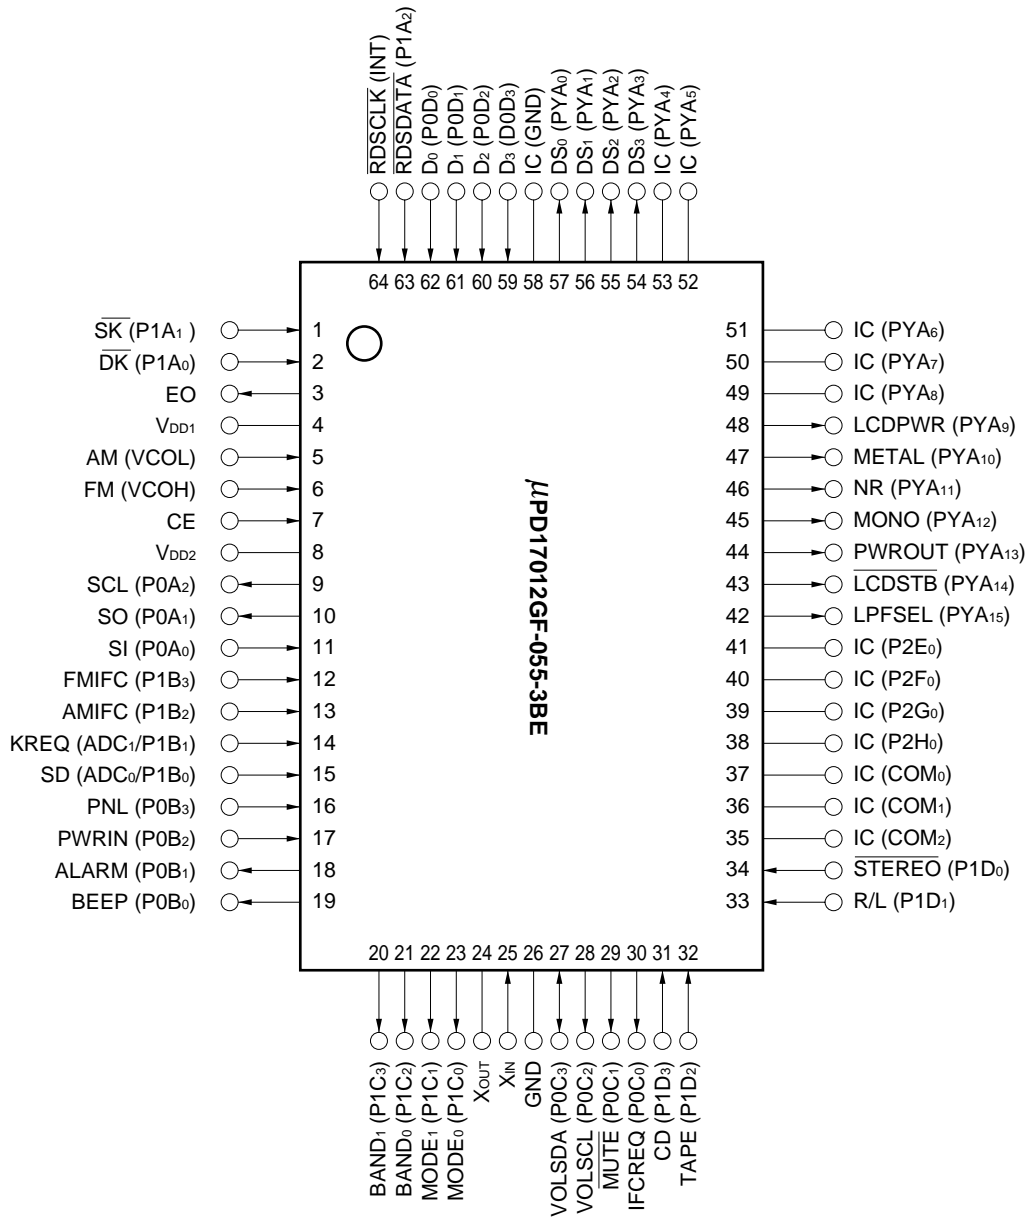 R̅D̅S̅C̅L̅K̅ (INT)
R̅D̅S̅D̅A̅T̅A̅ (P1A₂)
D₀ (P0D₀)
D₁ (P0D₁)
D₂ (P0D₂)
D₃ (D0D₃)
IC (GND)
DS₀ (PYA₀)
DS₁ (PYA₁)
DS₂ (PYA₂)
DS₃ (PYA₃)
IC (PYA₄)
IC (PYA₅)
64 63 62 61 60 59 58 57 56 55 54 53 52
S̅K̅ (P1A₁ ) 1
D̅K̅ (P1A₀) 2
EO 3
VDD1 4
AM (VCOL) 5
FM (VCOH) 6
CE 7
VDD2 8
SCL (P0A₂) 9
SO (P0A₁) 10
SI (P0A₀) 11
FMIFC (P1B₃) 12
AMIFC (P1B₂) 13
KREQ (ADC₁/P1B₁) 14
SD (ADC₀/P1B₀) 15
PNL (P0B₃) 16
PWRIN (P0B₂) 17
ALARM (P0B₁) 18
BEEP (P0B₀) 19
μPD17012GF-055-3BE
51 IC (PYA₆)
50 IC (PYA₇)
49 IC (PYA₈)
48 LCDPWR (PYA₉)
47 METAL (PYA₁₀)
46 NR (PYA₁₁)
45 MONO (PYA₁₂)
44 PWROUT (PYA₁₃)
43 L̅C̅D̅S̅T̅B̅ (PYA₁₄)
42 LPFSEL (PYA₁₅)
41 IC (P2E₀)
40 IC (P2F₀)
39 IC (P2G₀)
38 IC (P2H₀)
37 IC (COM₀)
36 IC (COM₁)
35 IC (COM₂)
34 S̅T̅E̅R̅E̅O̅ (P1D₀)
33 R/L (P1D₁)
20 21 22 23 24 25 26 27 28 29 30 31 32
BAND₁ (P1C₃)
BAND₀ (P1C₂)
MODE₁ (P1C₁)
MODE₀ (P1C₀)
XOUT
XIN
GND
VOLSDA (P0C₃)
VOLSCL (P0C₂)
M̅U̅T̅E̅ (P0C₁)
IFCREQ (P0C₀)
CD (P1D₃)
TAPE (P1D₂)